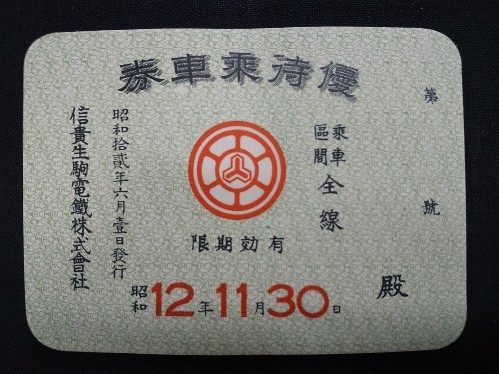 券車乘待優
第　號
乘車區間 全線
限期効有
昭和12年11月30日
殿
昭和拾貳年六月壹日發行
信貴生駒電鐵株式會社